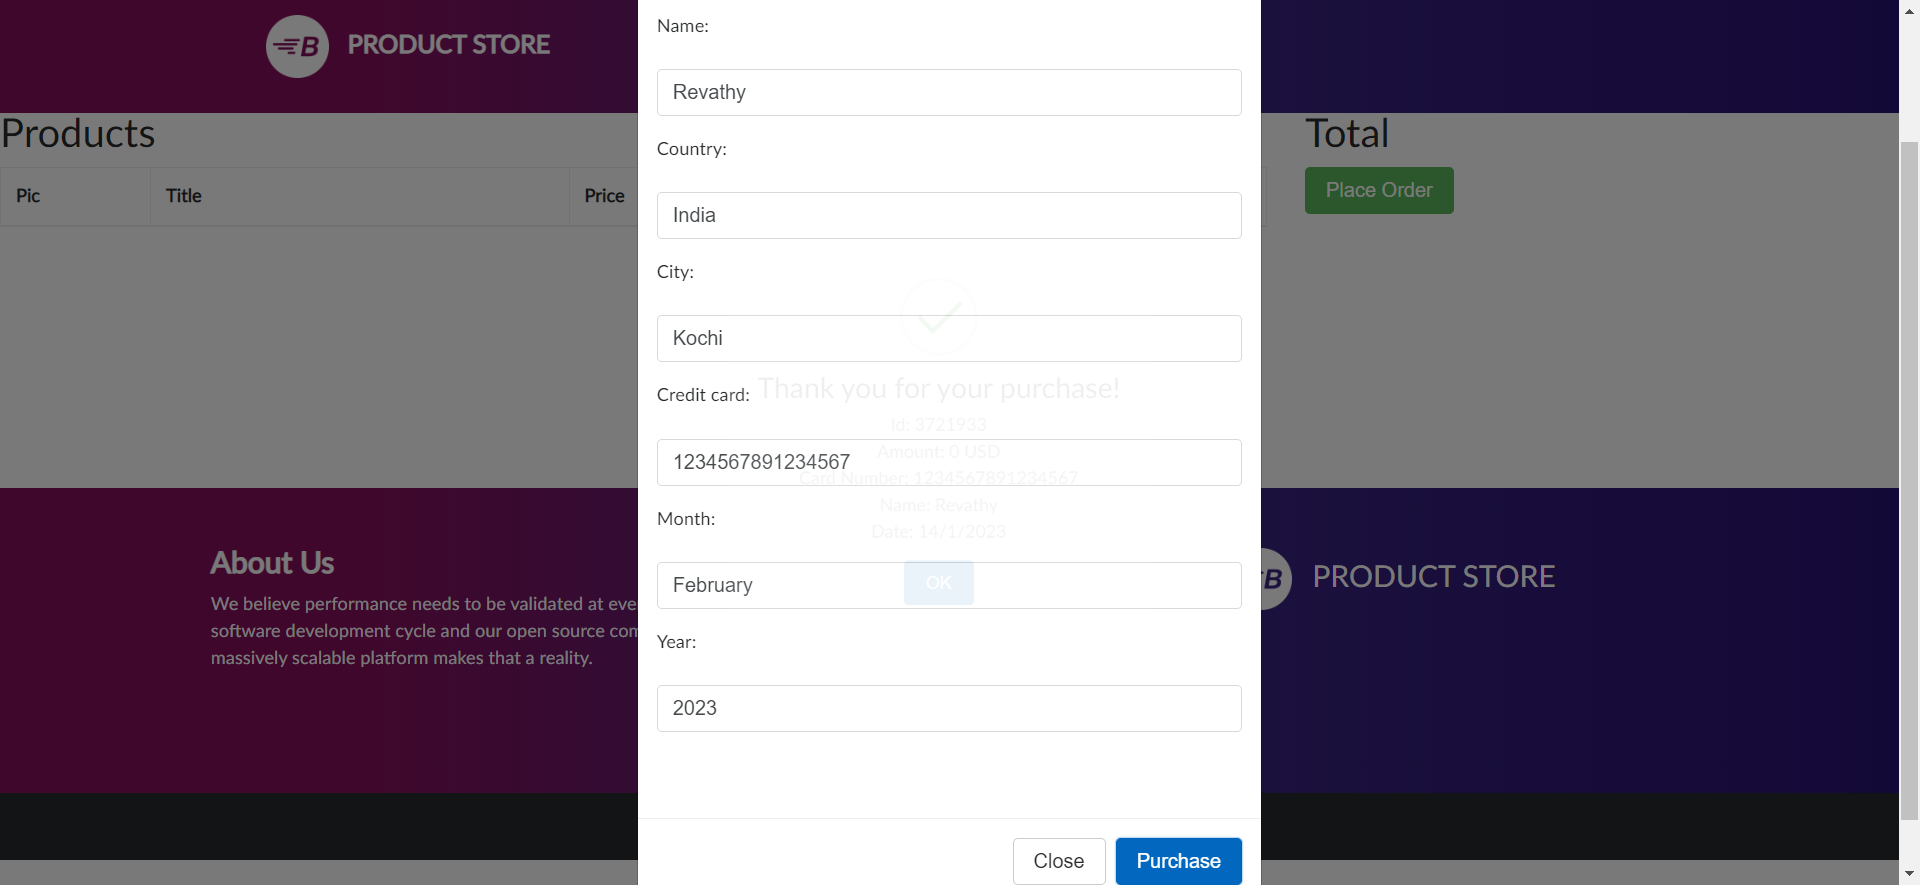 B PRODUCT STORE
Products
Pic Title Price
Total
Place Order
Name:
Revathy
Country:
India
City:
Kochi
Credit card:
1234567891234567
Month:
February
Year:
2023
Thank you for your purchase!
Id: 3721933
Amount: 0 USD
Card Number: 1234567891234567
Name: Revathy
Date: 14/1/2023
OK
Close Purchase
About Us
We believe performance needs to be validated at eve
software development cycle and our open source com
massively scalable platform makes that a reality.
B PRODUCT STORE